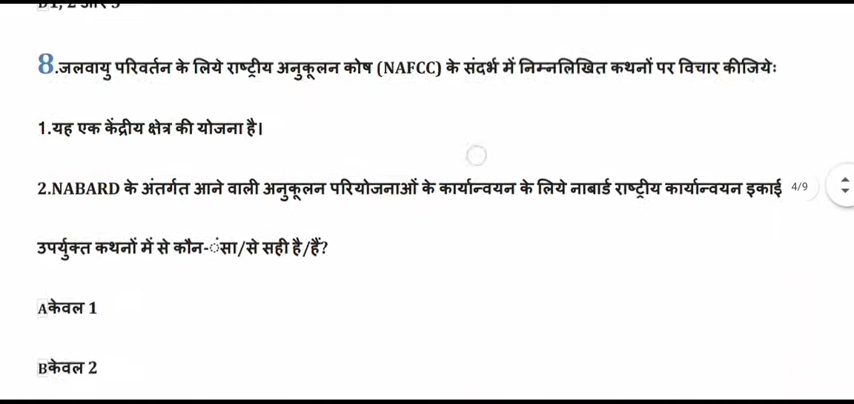 8.जलवायु परिवर्तन के लिये राष्ट्रीय अनुकूलन कोष (NAFCC) के संदर्भ में निम्नलिखित कथनों पर विचार कीजिये:
1.यह एक केंद्रीय क्षेत्र की योजना है।
2.NABARD के अंतर्गत आने वाली अनुकूलन परियोजनाओं के कार्यान्वयन के लिये नाबार्ड राष्ट्रीय कार्यान्वयन इकाई 4/9
उपर्युक्त कथनों में से कौन-ंसा/से सही है/हैं?
Aकेवल 1
Bकेवल 2